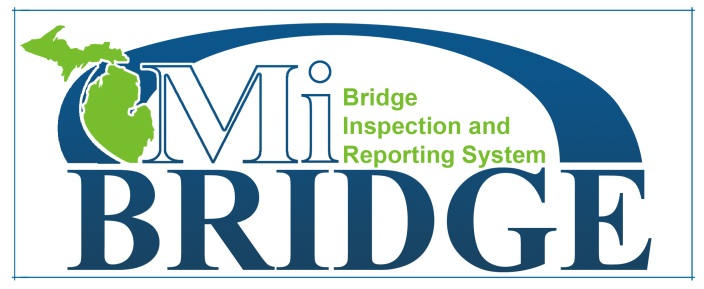 Mi
Bridge
Inspection and
Reporting System
BRIDGE